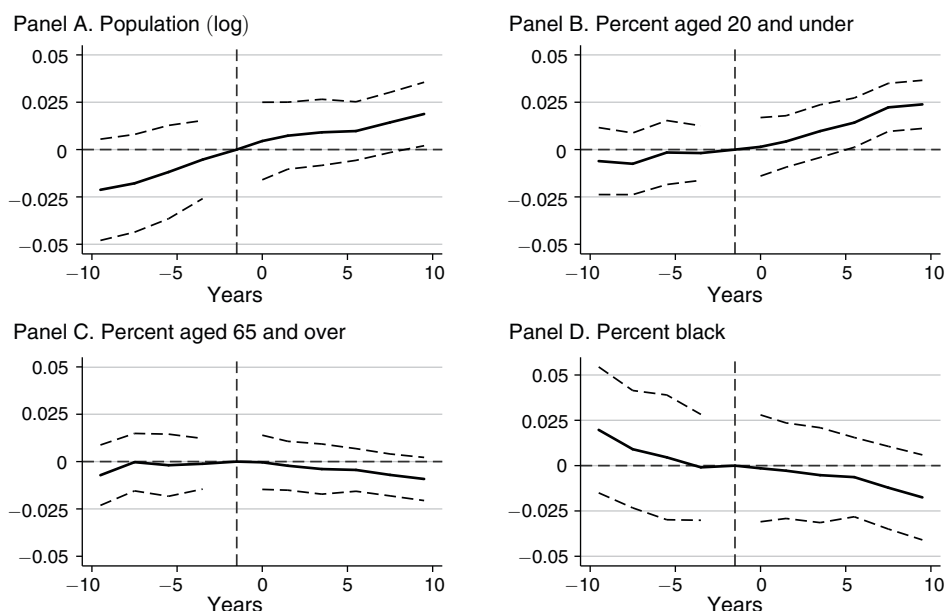 Panel A. Population (log)
0.05
0.025
0
−0.025
−0.05
−10 −5 0 5 10
Years
Panel B. Percent aged 20 and under
0.05
0.025
0
−0.025
−0.05
−10 −5 0 5 10
Years
Panel C. Percent aged 65 and over
0.05
0.025
0
−0.025
−0.05
−10 −5 0 5 10
Years
Panel D. Percent black
0.05
0.025
0
−0.025
−0.05
−10 −5 0 5 10
Years